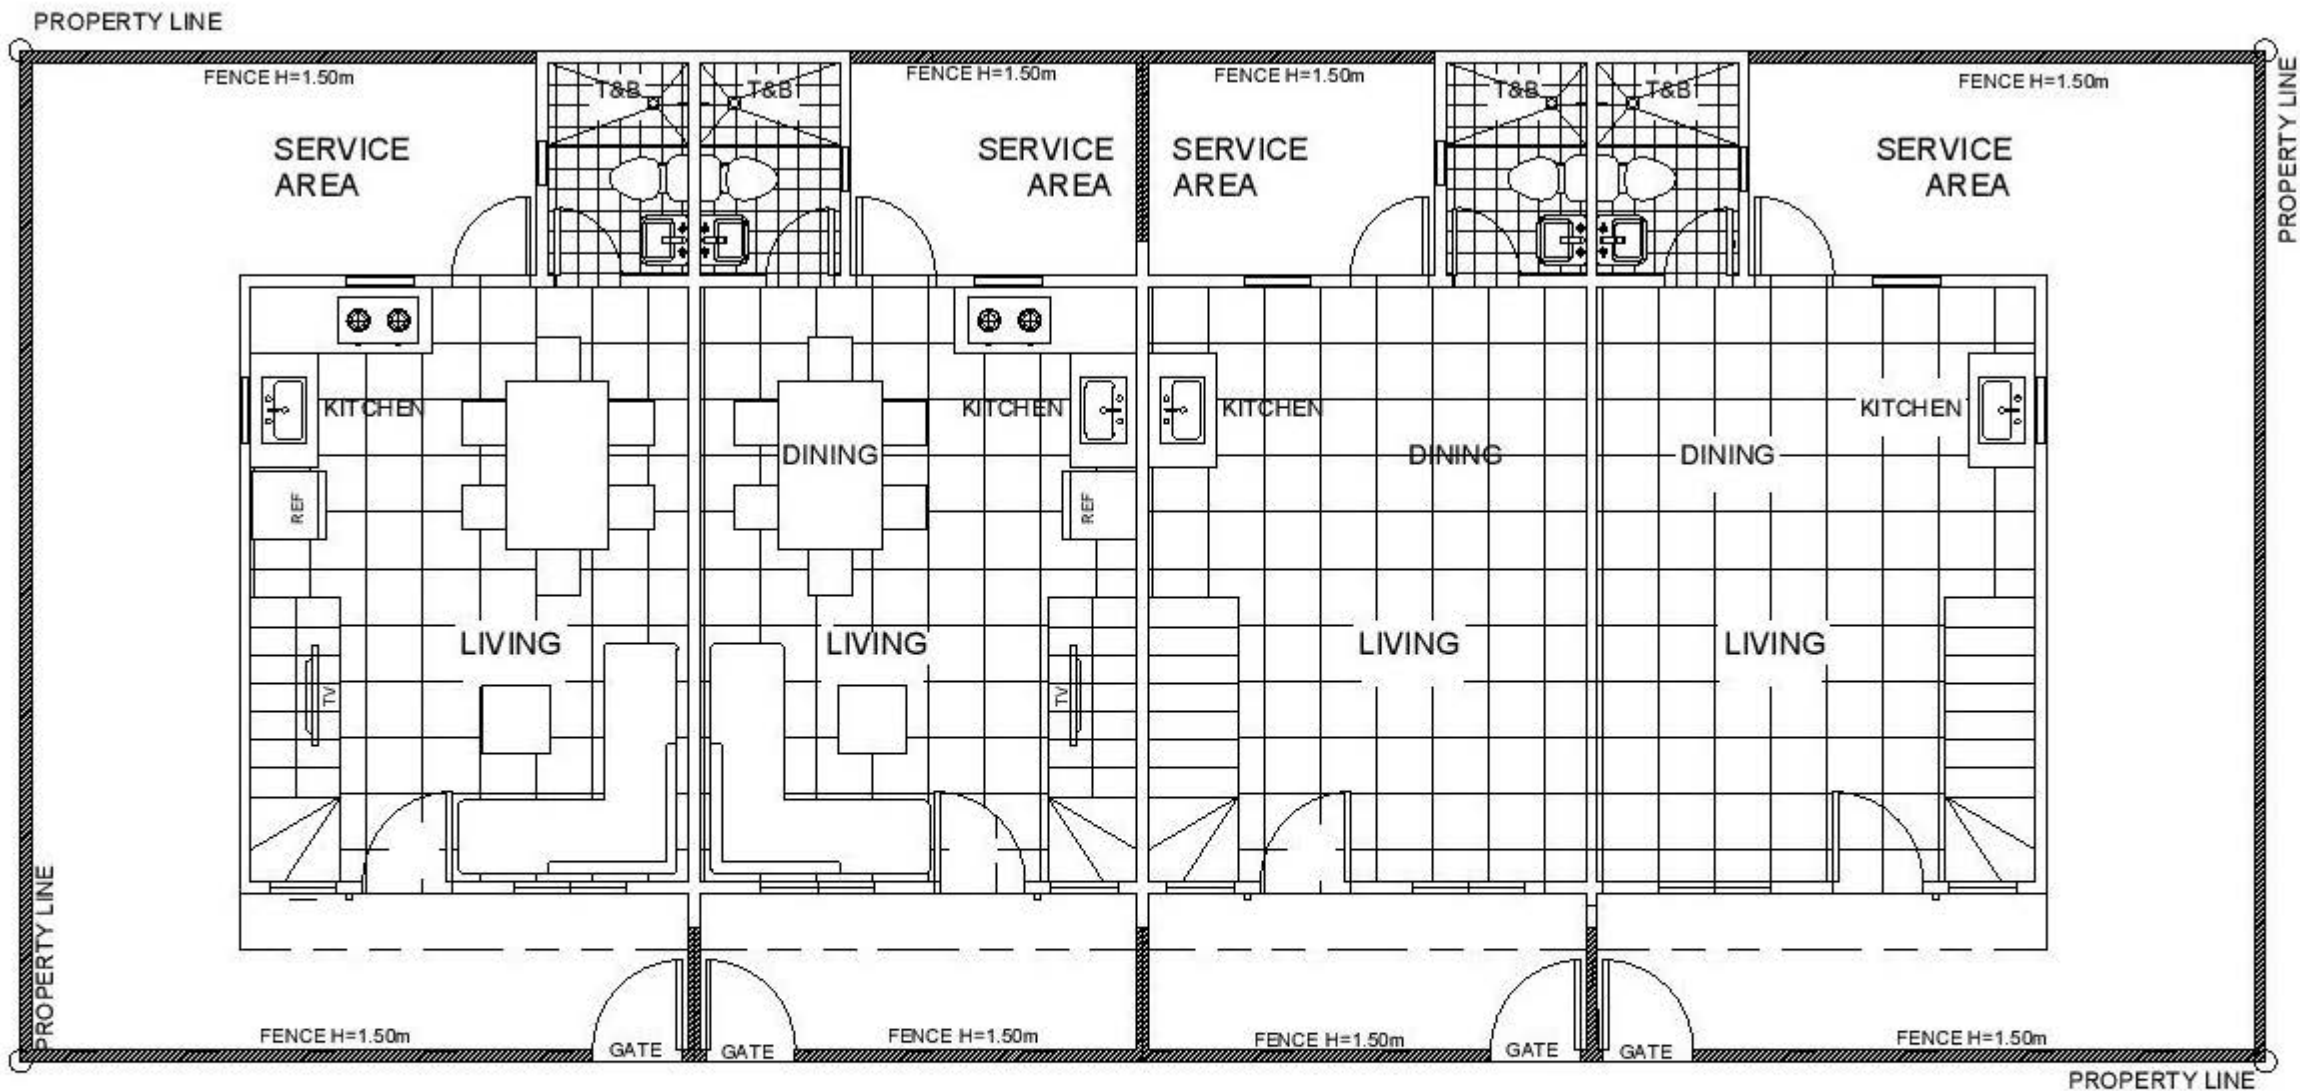 PROPERTY LINE
FENCE H=1.50m
FENCE H=1.50m
FENCE H=1.50m
FENCE H=1.50m
PROPERTY LINE
T&B
T&B
T&B
T&B
SERVICE
AREA
SERVICE
AREA
SERVICE
AREA
SERVICE
AREA
KITCHEN
KITCHEN
KITCHEN
KITCHEN
DINING
DINING
DINING
REF
REF
LIVING
LIVING
LIVING
LIVING
TV
TV
PROPERTY LINE
FENCE H=1.50m
GATE
GATE
FENCE H=1.50m
FENCE H=1.50m
GATE
GATE
FENCE H=1.50m
PROPERTY LINE